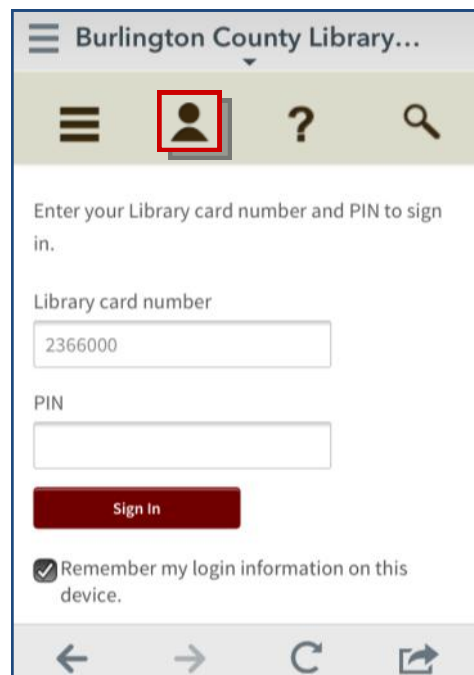 Burlington County Library...
?
Enter your Library card number and PIN to sign
in.
Library card number
2366000
PIN
Sign In
Remember my login information on this
device.